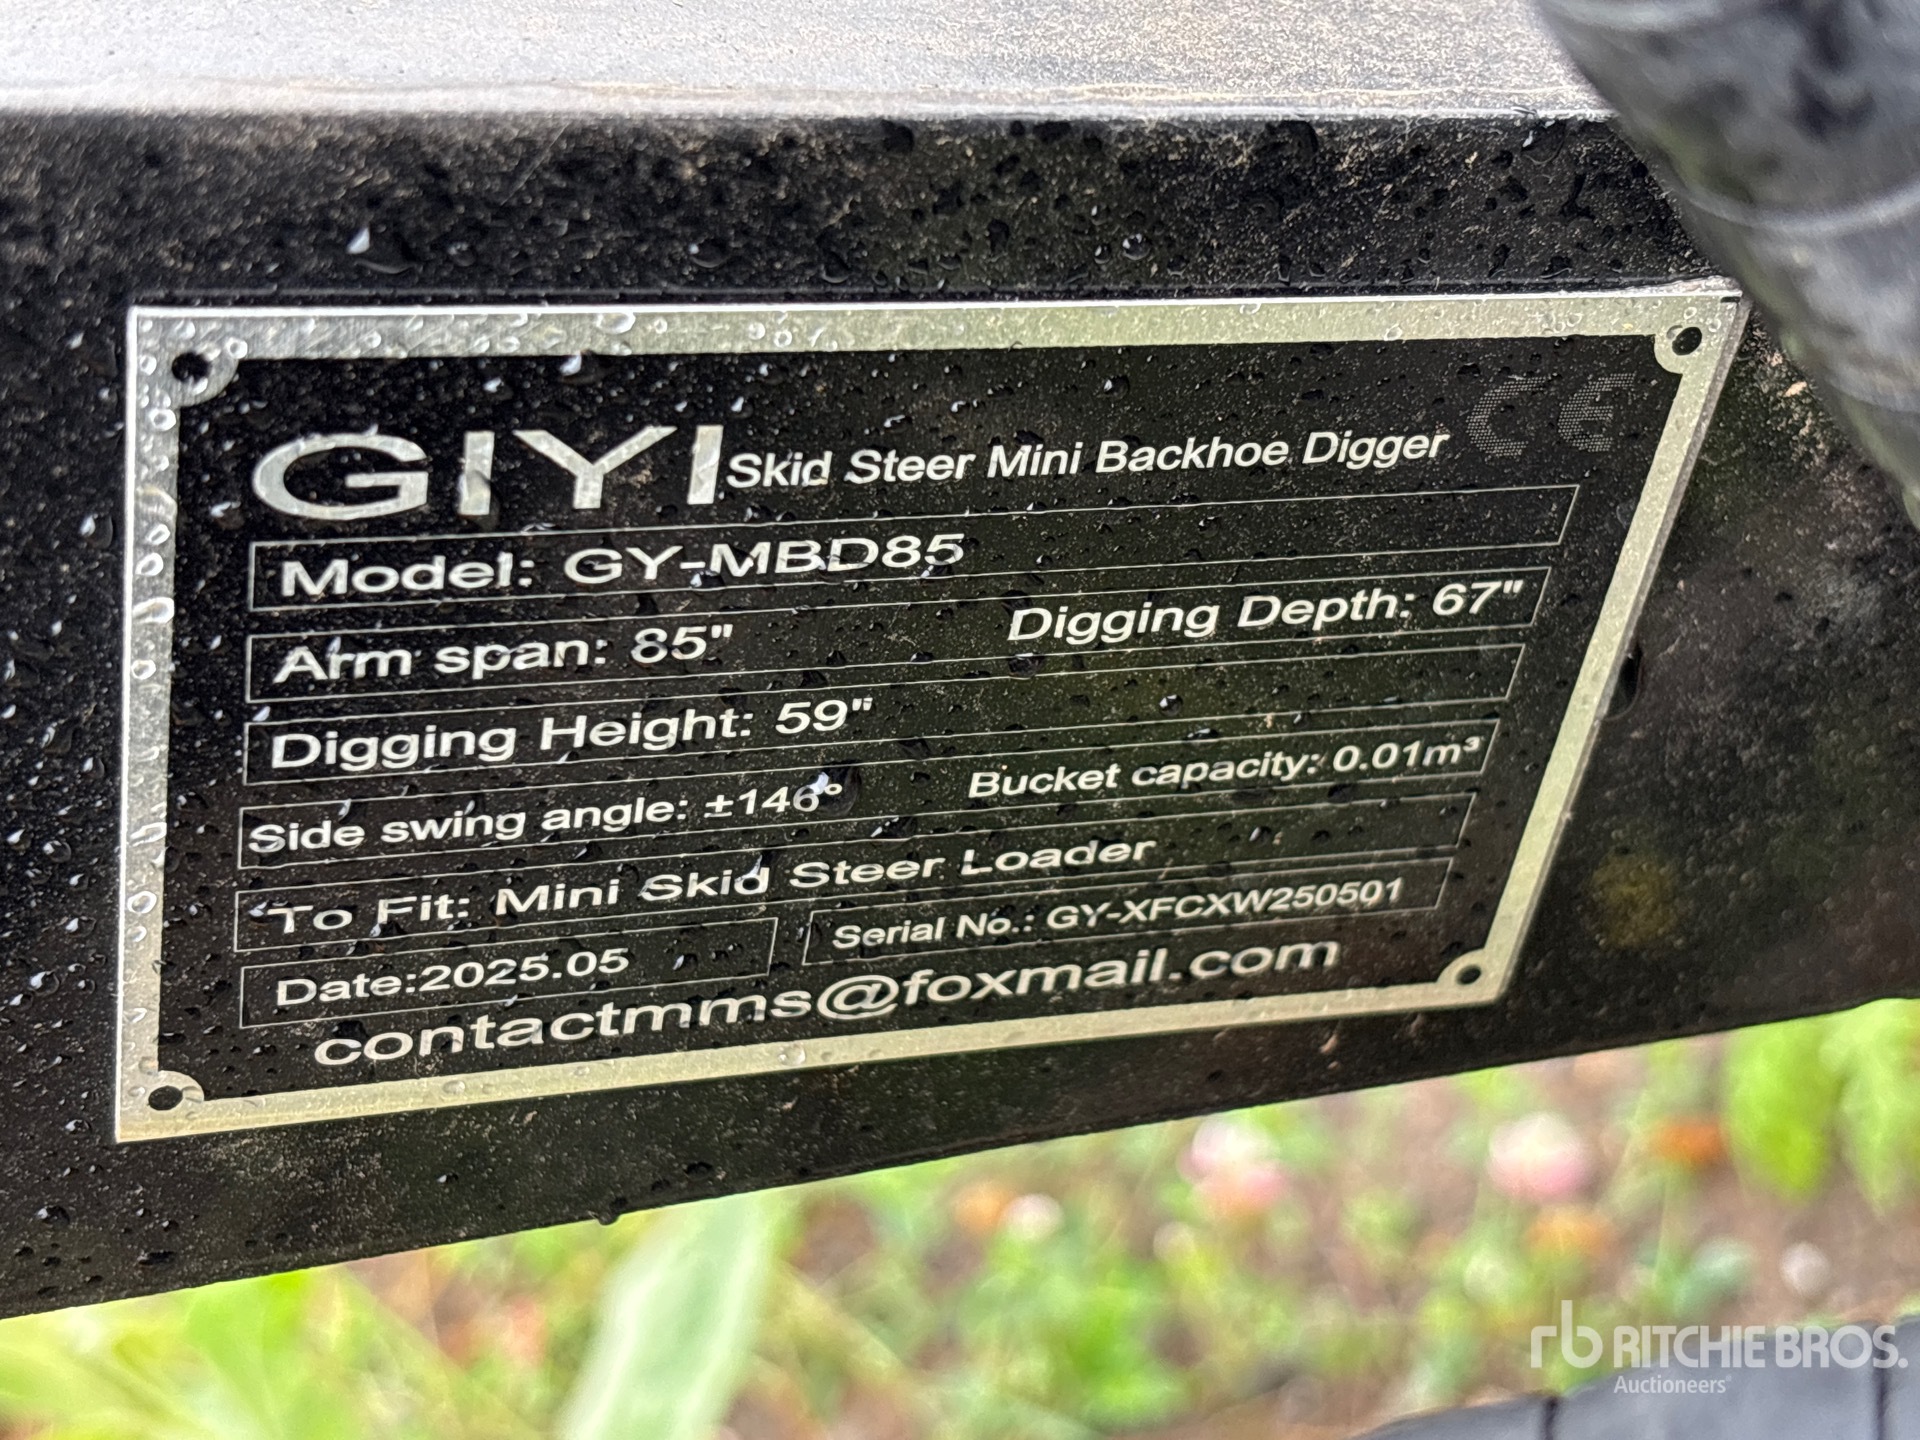 GIYI Skid Steer Mini Backhoe Digger CE
Model: GY-MBD85
Arm span: 85" Digging Depth: 67"
Digging Height: 59"
Side swing angle: ±146° Bucket capacity: 0.01m³
To Fit: Mini Skid Steer Loader
Date:2025.05 Serial No.: GY-XFCXW250501
contactmms@foxmail.com
rb RITCHIE BROS.
Auctioneers